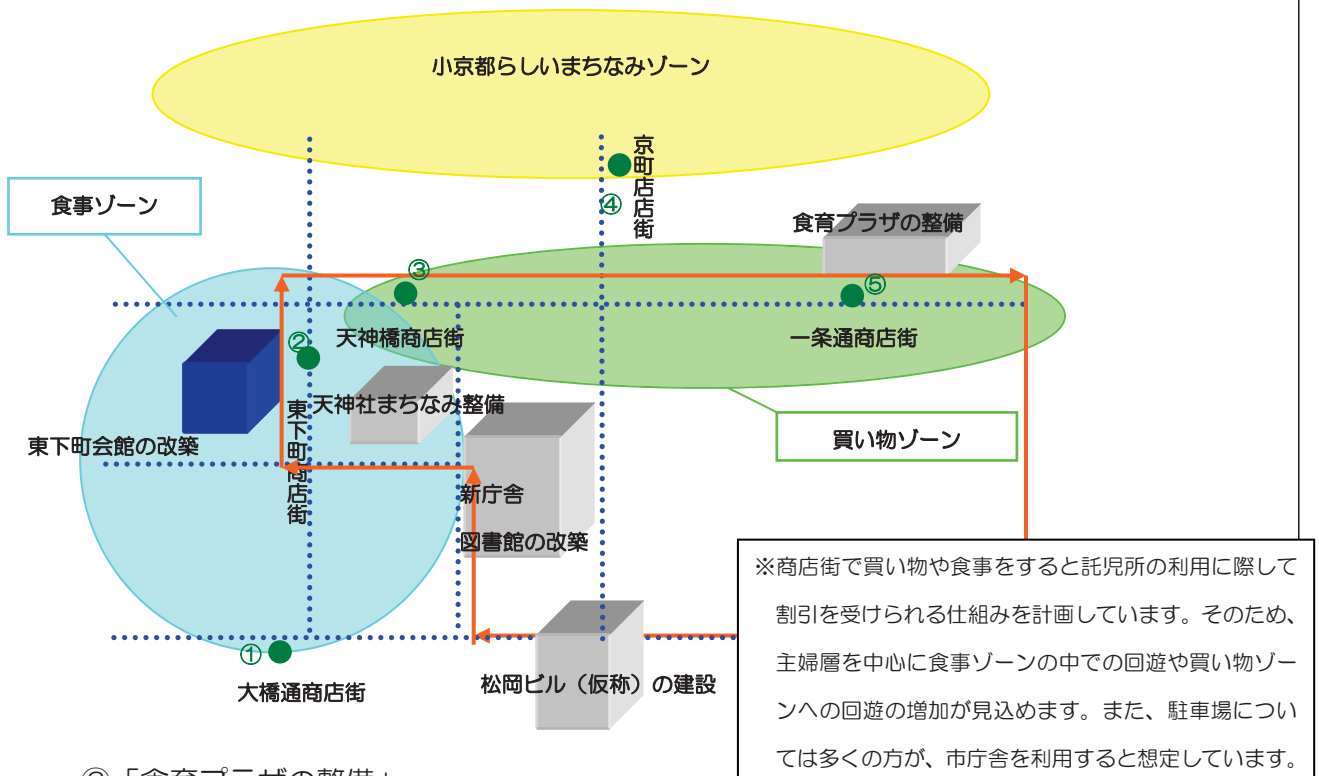 小京都らしいまちなみゾーン
京町店店街
④
食事ゾーン
食育プラザの整備
③
⑤
天神橋商店街
一条通商店街
②
天神社まちなみ整備
東下町商店街
東下町会館の改築
買い物ゾーン
新庁舎
図書館の改築
①
大橋通商店街
松岡ビル（仮称）の建設
※商店街で買い物や食事をすると託児所の利用に際して
割引を受けられる仕組みを計画しています。そのため、
主婦層を中心に食事ゾーンの中での回遊や買い物ゾー
ンへの回遊の増加が見込めます。また、駐車場につい
ては多くの方が、市庁舎を利用すると想定しています。
「食育プラザの整備」